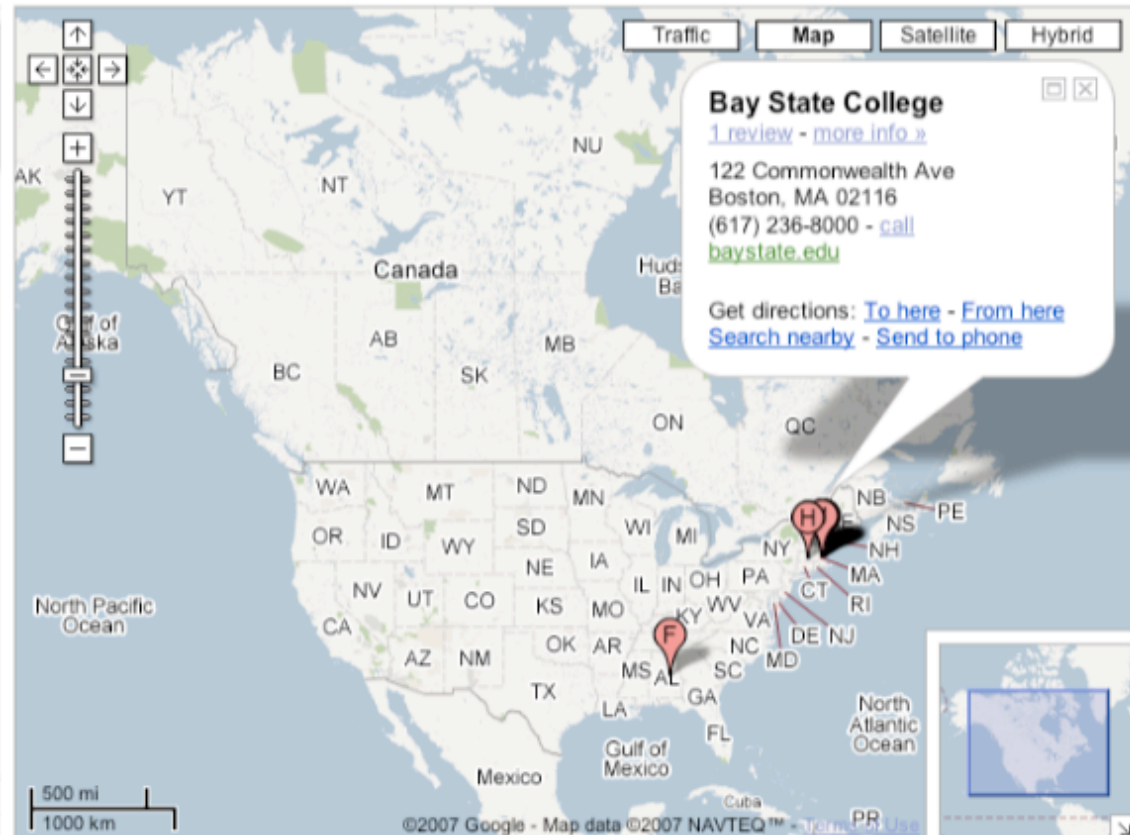 Traffic
Map
Satellite
Hybrid
Bay State College
1 review - more info »
122 Commonwealth Ave
Boston, MA 02116
(617) 236-8000 - call
baystate.edu
Get directions: To here - From here
Search nearby - Send to phone
AK
YT
NT
NU
Canada
Gulf of
Alaska
BC
AB
SK
MB
ON
QC
NB
PE
NS
WA
MT
ND
MN
OR
ID
WY
SD
WI
MI
NY
H
NH
MA
CT
RI
NV
UT
CO
NE
IA
IL
IN
OH
PA
KS
MO
KY
WV
VA
DE
NJ
MD
North Pacific
Ocean
CA
AZ
NM
OK
AR
F
NC
SC
MS
AL
GA
TX
LA
FL
North
Atlantic
Ocean
Gulf of
Mexico
Mexico
Cuba
PR
500 mi
1000 km
©2007 Google - Map data ©2007 NAVTEQ™ - Terms of Use